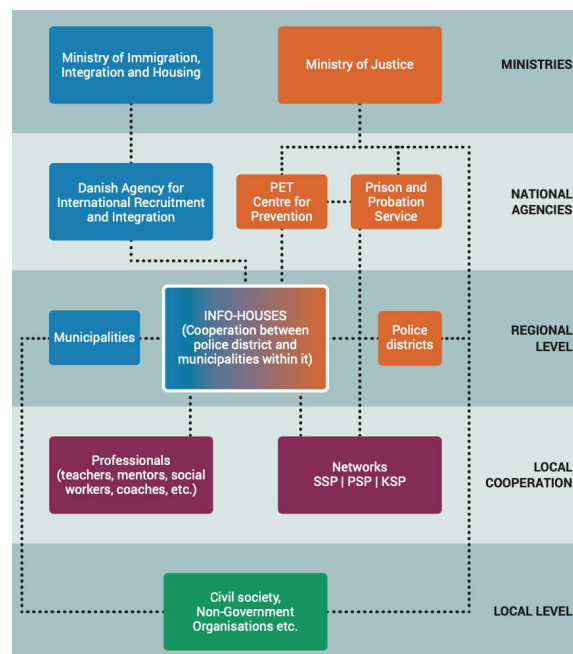 Ministry of Immigration,
Integration and Housing
Ministry of Justice
MINISTRIES
Danish Agency for
International Recruitment
and Integration
PET
Centre for
Prevention
Prison and
Probation
Service
NATIONAL
AGENCIES
Municipalities
INFO-HOUSES
(Cooperation between
police district and
municipalities within it)
Police
districts
REGIONAL
LEVEL
Professionals
(teachers, mentors, social
workers, coaches, etc.)
Networks
SSP | PSP | KSP
LOCAL
COOPERATION
Civil society,
Non-Government
Organisations etc.
LOCAL LEVEL